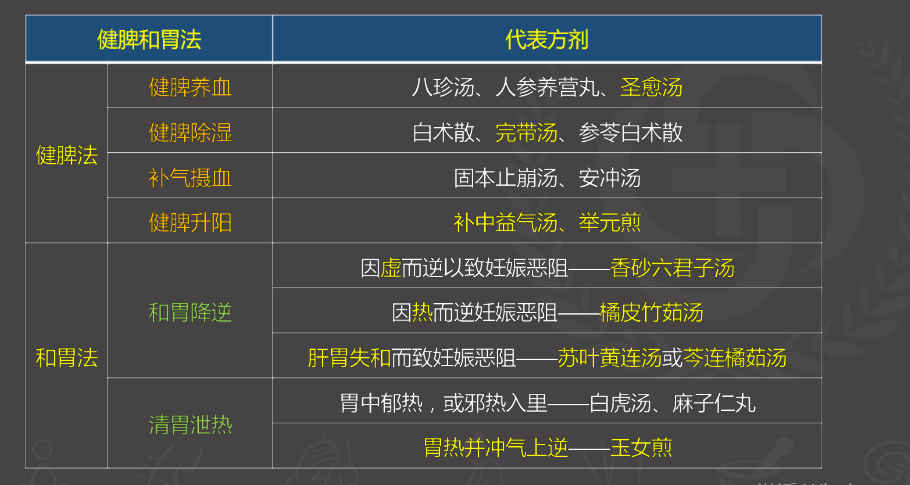 健脾和胃法 代表方剂
健脾法
健脾养血 八珍汤、人参养营丸、圣愈汤
健脾除湿 白术散、完带汤、参苓白术散
补气摄血 固本止崩汤、安冲汤
健脾升阳 补中益气汤、举元煎
和胃法
和胃降逆
因虚而逆以致妊娠恶阻——香砂六君子汤
因热而逆妊娠恶阻——橘皮竹茹汤
肝胃失和而致妊娠恶阻——苏叶黄连汤或芩连橘茹汤
清胃泄热
胃中郁热，或邪热入里——白虎汤、麻子仁丸
胃热并冲气上逆——玉女煎